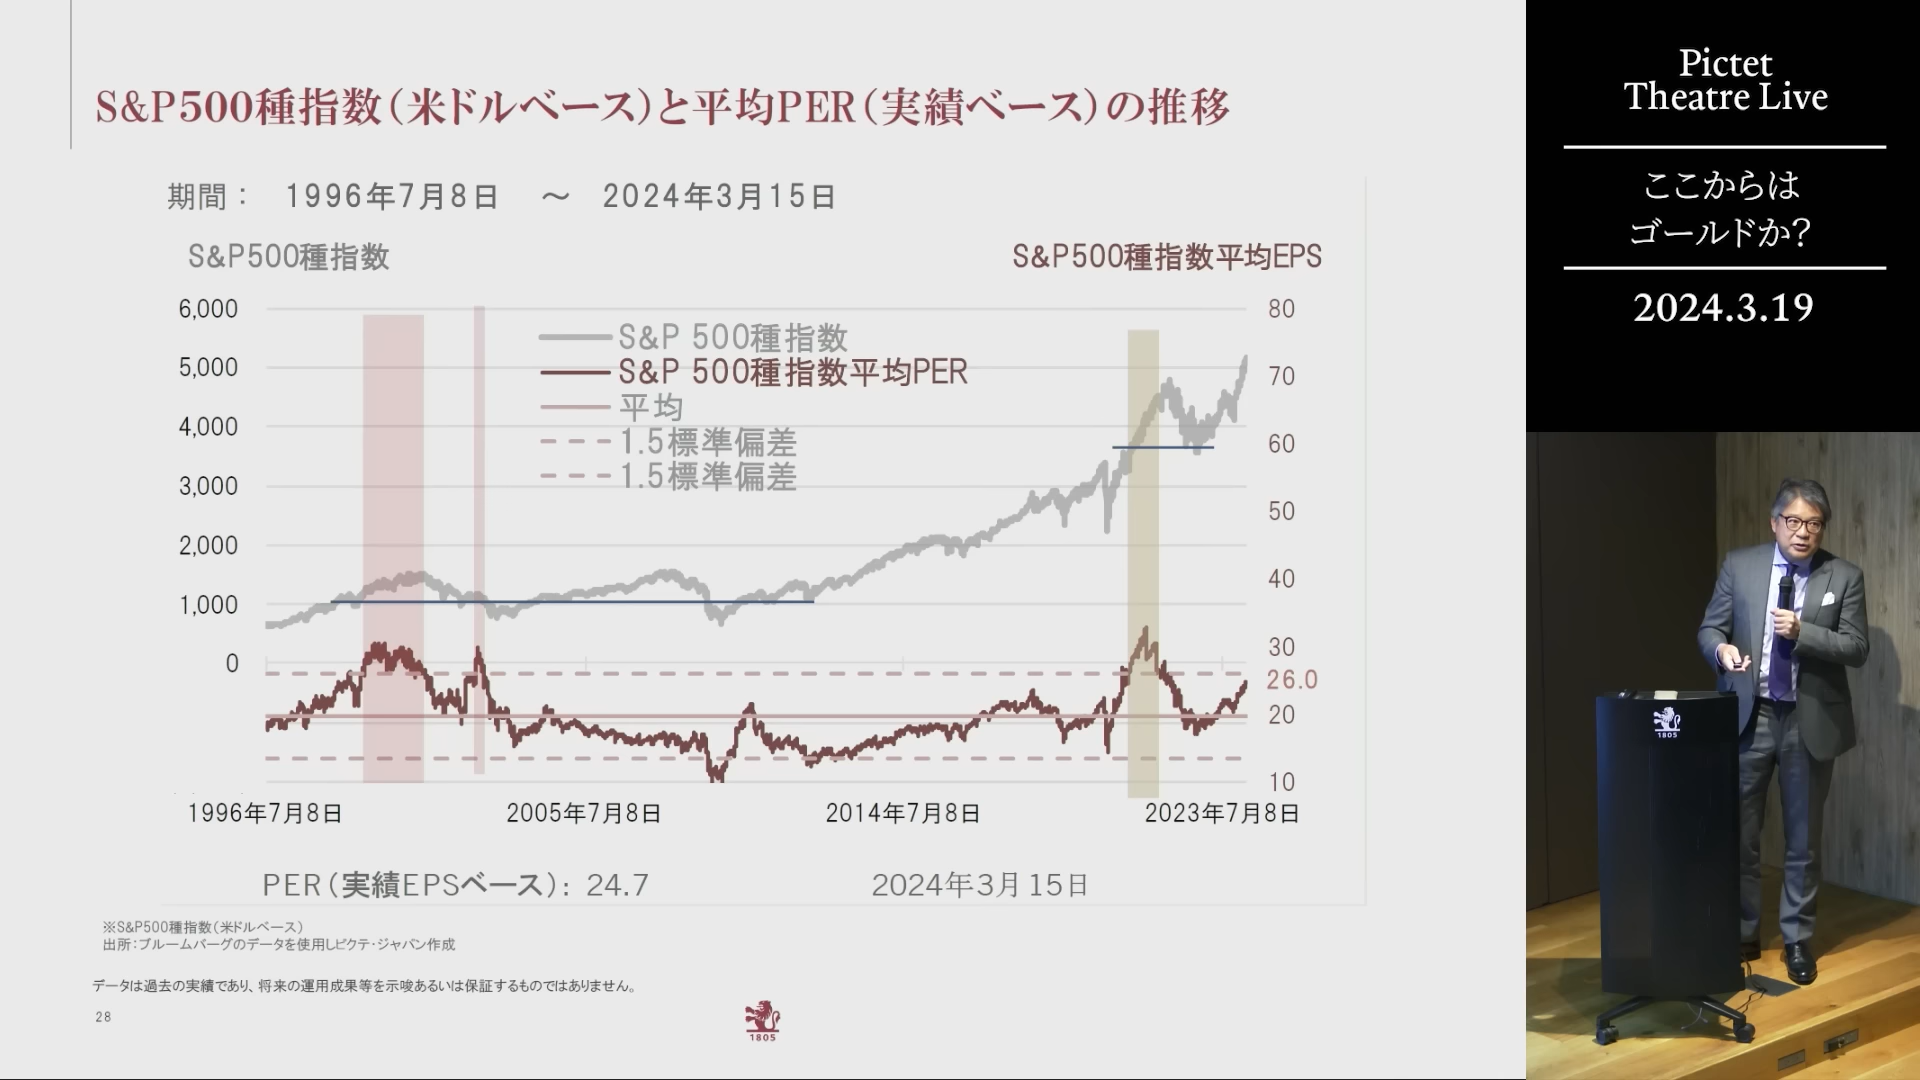 S&P500種指数（米ドルベース）と平均PER（実績ベース）の推移
期間： 1996年7月8日 ～ 2024年3月15日
S&P500種指数
S&P500種指数平均EPS
6,000
5,000
4,000
3,000
2,000
1,000
0
S&P 500種指数
S&P 500種指数平均PER
平均
1.5標準偏差
1.5標準偏差
80
70
60
50
40
30
26.0
20
10
1996年7月8日
2005年7月8日
2014年7月8日
2023年7月8日
PER（実績EPSベース）: 24.7
2024年3月15日
※S&P500種指数（米ドルベース）
出所：ブルームバーグのデータを使用しピクテ・ジャパン作成
データは過去の実績であり、将来の運用成果等を示唆あるいは保証するものではありません。
28
1805
Pictet
Theatre Live
ここからは
ゴールドか？
2024.3.19
1805